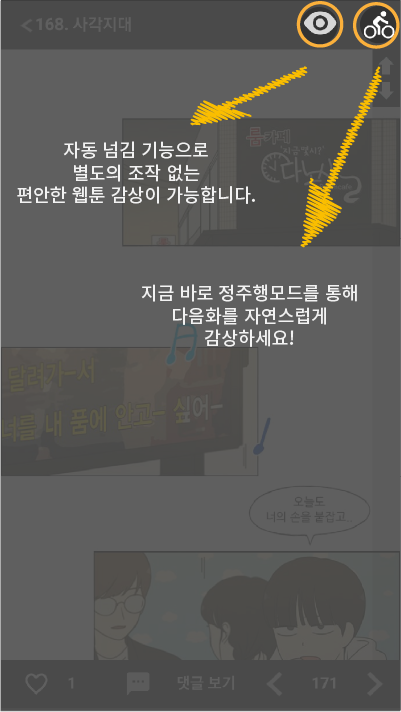 168. 사각지대
자동 넘김 기능으로
별도의 조작 없는
편안한 웹툰 감상이 가능합니다.
지금 바로 정주행모드를 통해
다음화를 자연스럽게
감상하세요!
달려가-서
너를 내 품에 안고- 싶어-
오늘도
너의 손을 붙잡고
1
댓글 보기
171